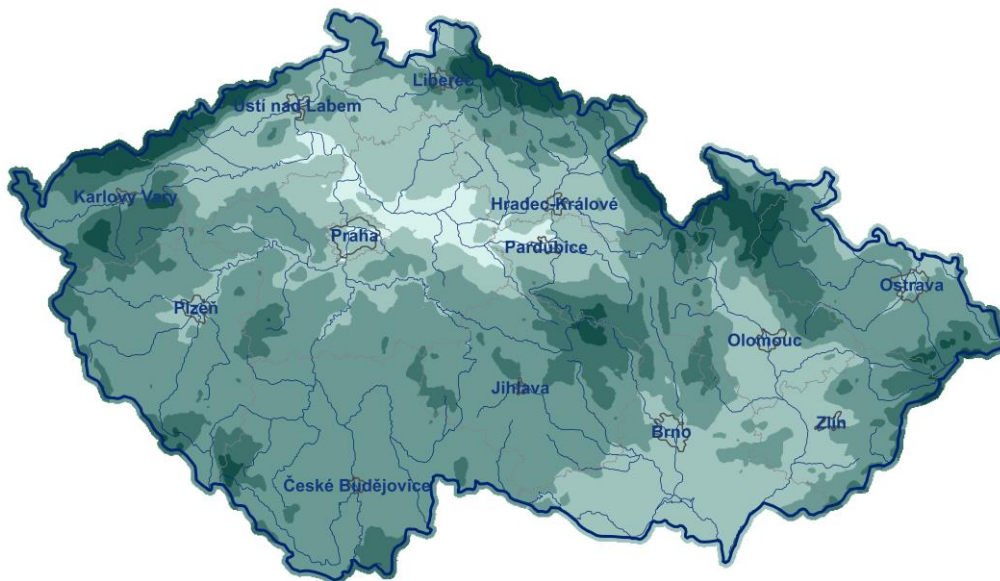 Liberec
Ústí nad Labem
Karlovy Vary
Hradec-Králové
Praha
Pardubice
Ostrava
Plzeň
Olomouc
Jihlava
Zlín
Brno
České Budějovice